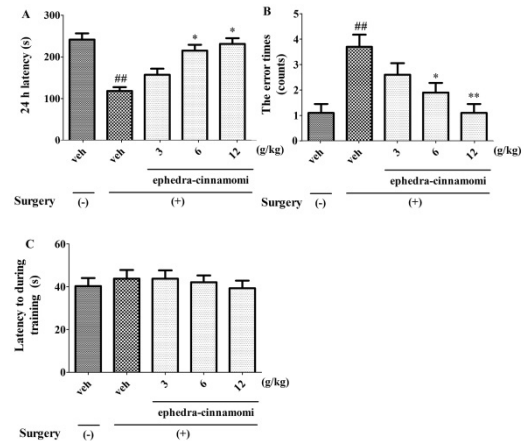 A
24 h latency (s)
300
200
100
0
##
*
*
veh
veh
3
6
12
(g/kg)
ephedra-cinnamomi
Surgery
(-)
(+)
B
The error times
(counts)
5
4
3
2
1
0
##
*
**
veh
veh
3
6
12
(g/kg)
ephedra-cinnamomi
Surgery
(-)
(+)
C
Latency to during
training (s)
60
40
20
0
veh
veh
3
6
12
(g/kg)
ephedra-cinnamomi
Surgery
(-)
(+)